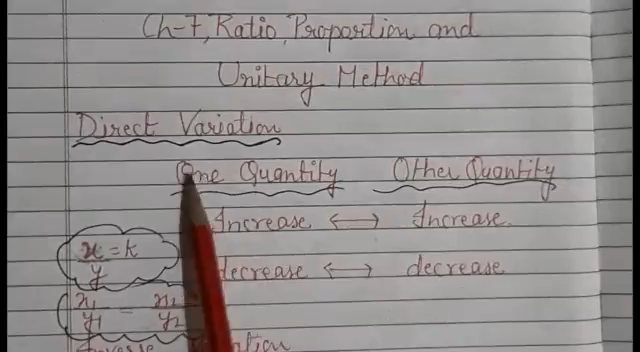 Ch-7, Ratio, Proportion and
Unitary Method
Direct Variation
One Quantity Other Quantity
Increase ↔ Increase.
decrease ↔ decrease
x/y = k
x₁/y₁ = x₂/y₂
Inverse